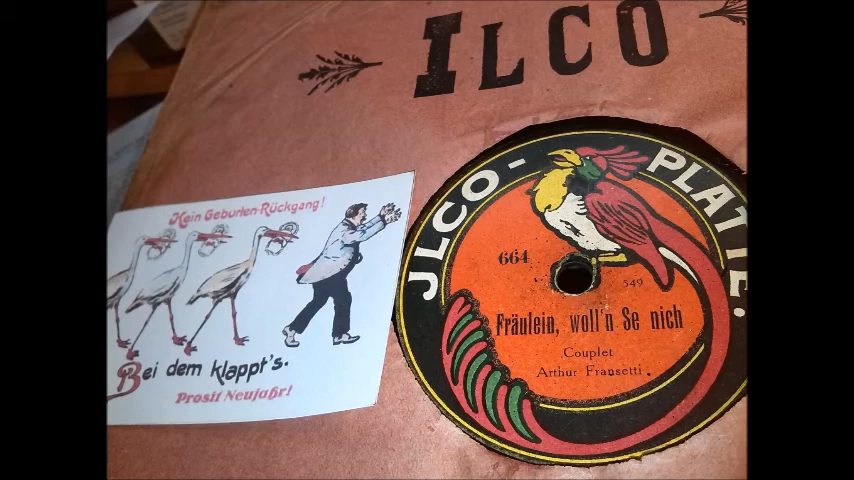 ILCO
Kein Geburten-Rückgang!
Bei dem klappt's.
Prosit Neujahr!
JLCO-PLATTE.
664
549
Fräulein, woll'n Se nich
Couplet
Arthur Fransetti.